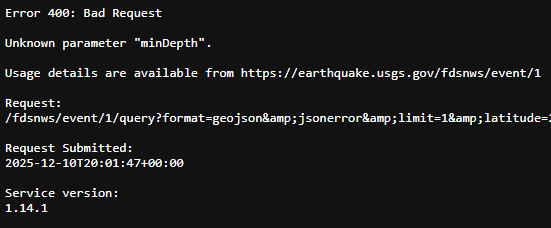 Error 400: Bad Request
Unknown parameter "minDepth".
Usage details are available from https://earthquake.usgs.gov/fdsnws/event/1
Request:
/fdsnws/event/1/query?format=geojson&amp;jsonerror&amp;limit=1&amp;latitude=2
Request Submitted:
2025-12-10T20:01:47+00:00
Service version:
1.14.1